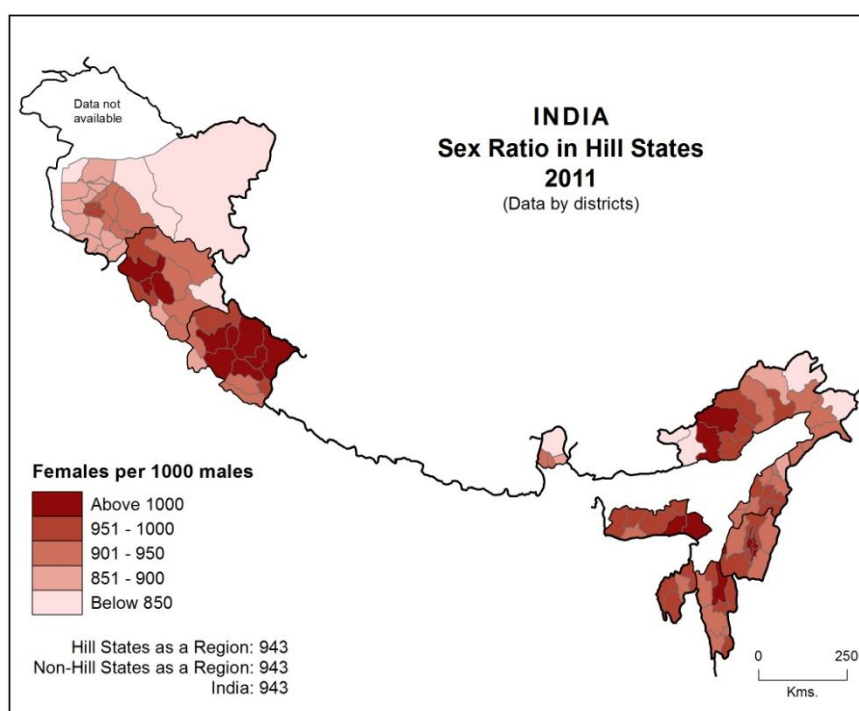 Data not
available
INDIA
Sex Ratio in Hill States
2011
(Data by districts)
Females per 1000 males
Above 1000
951 - 1000
901 - 950
851 - 900
Below 850
Hill States as a Region: 943
Non-Hill States as a Region: 943
India: 943
0 250
Kms.